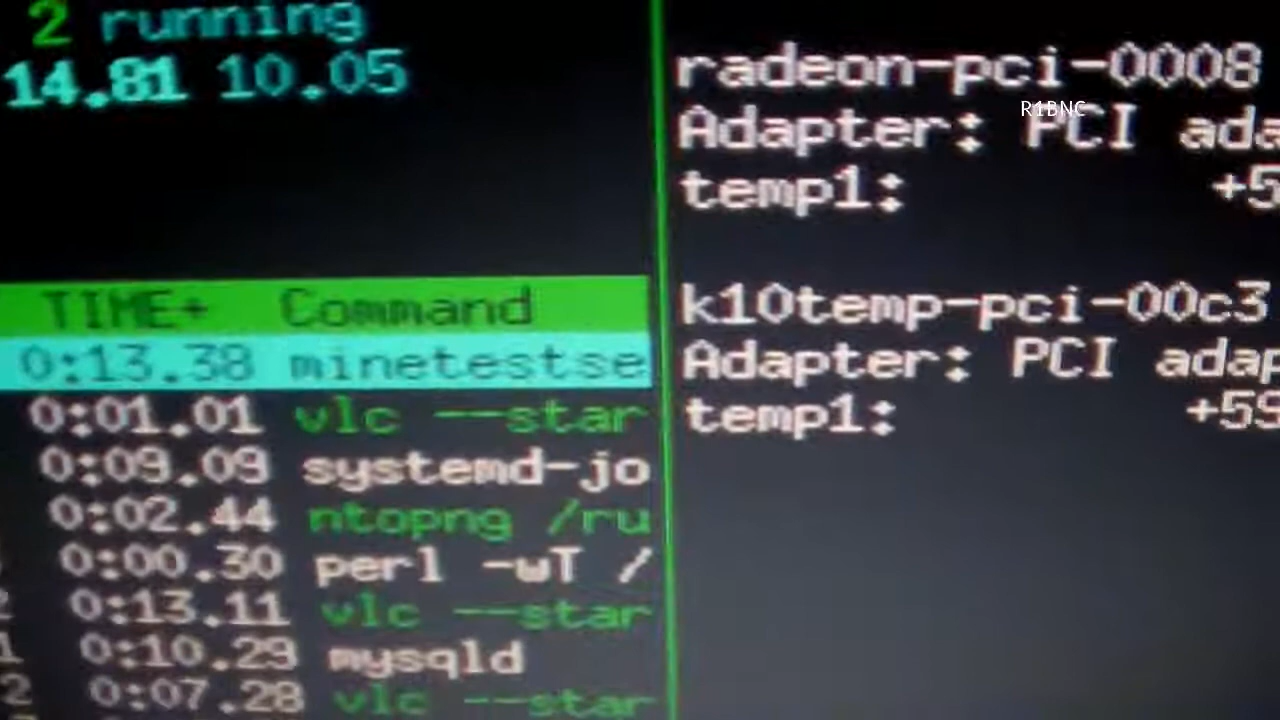 2 running
14.81 10.05
TIME+ Command
0:13.38 minetestse
0:01.01 vlc --star
0:09.09 systemd-jo
0:02.44 ntopng /ru
0:00.30 perl -wT /
0:13.11 vlc --star
0:10.29 mysqld
0:07.28 vlc --star
radeon-pci-0008
R1BNC
Adapter: PCI ada
temp1: +5
k10temp-pci-00c3
Adapter: PCI adap
temp1: +59